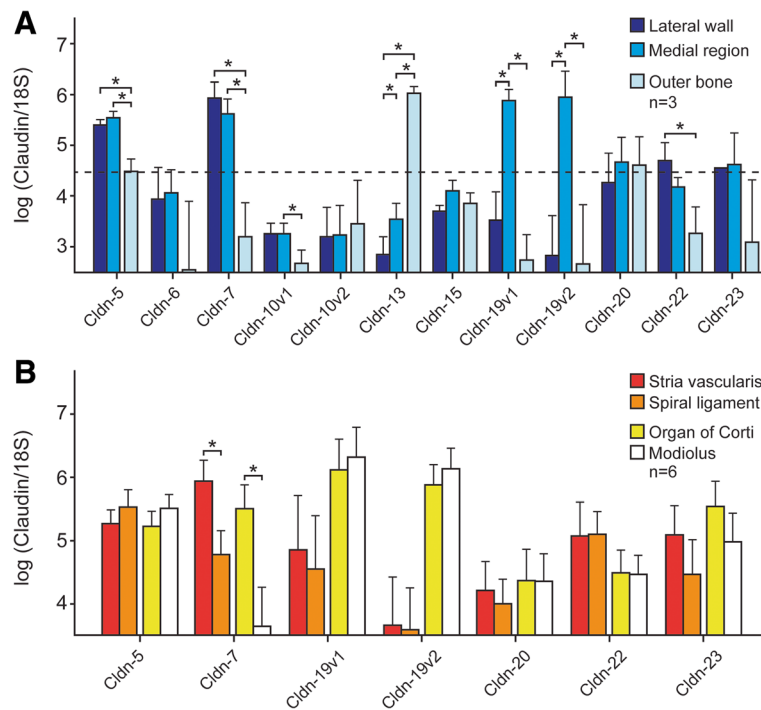 A
log (Claudin/18S)
7
6
5
4
3
Lateral wall
Medial region
Outer bone
n=3
* * * * * * * * * * * * *
Cldn-5 Cldn-6 Cldn-7 Cldn-10v1 Cldn-10v2 Cldn-13 Cldn-15 Cldn-19v1 Cldn-19v2 Cldn-20 Cldn-22 Cldn-23
B
log (Claudin/18S)
7
6
5
4
Stria vascularis
Spiral ligament
Organ of Corti
Modiolus
n=6
* *
Cldn-5 Cldn-7 Cldn-19v1 Cldn-19v2 Cldn-20 Cldn-22 Cldn-23